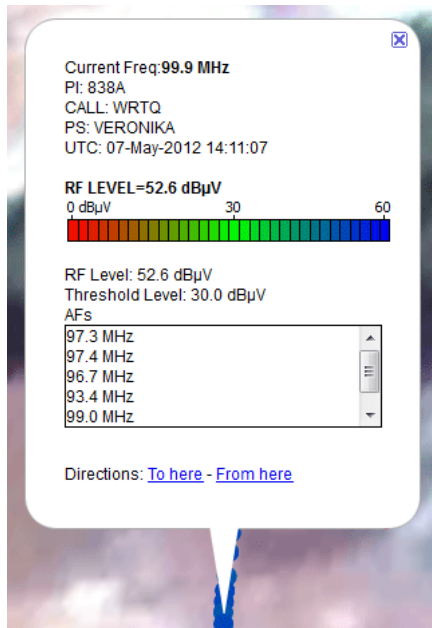 Current Freq:99.9 MHz
PI: 838A
CALL: WRTQ
PS: VERONIKA
UTC: 07-May-2012 14:11:07
RF LEVEL=52.6 dBµV
0 dBµV 30 60
RF Level: 52.6 dBµV
Threshold Level: 30.0 dBµV
AFs
97.3 MHz
97.4 MHz
96.7 MHz
93.4 MHz
99.0 MHz
Directions: To here - From here